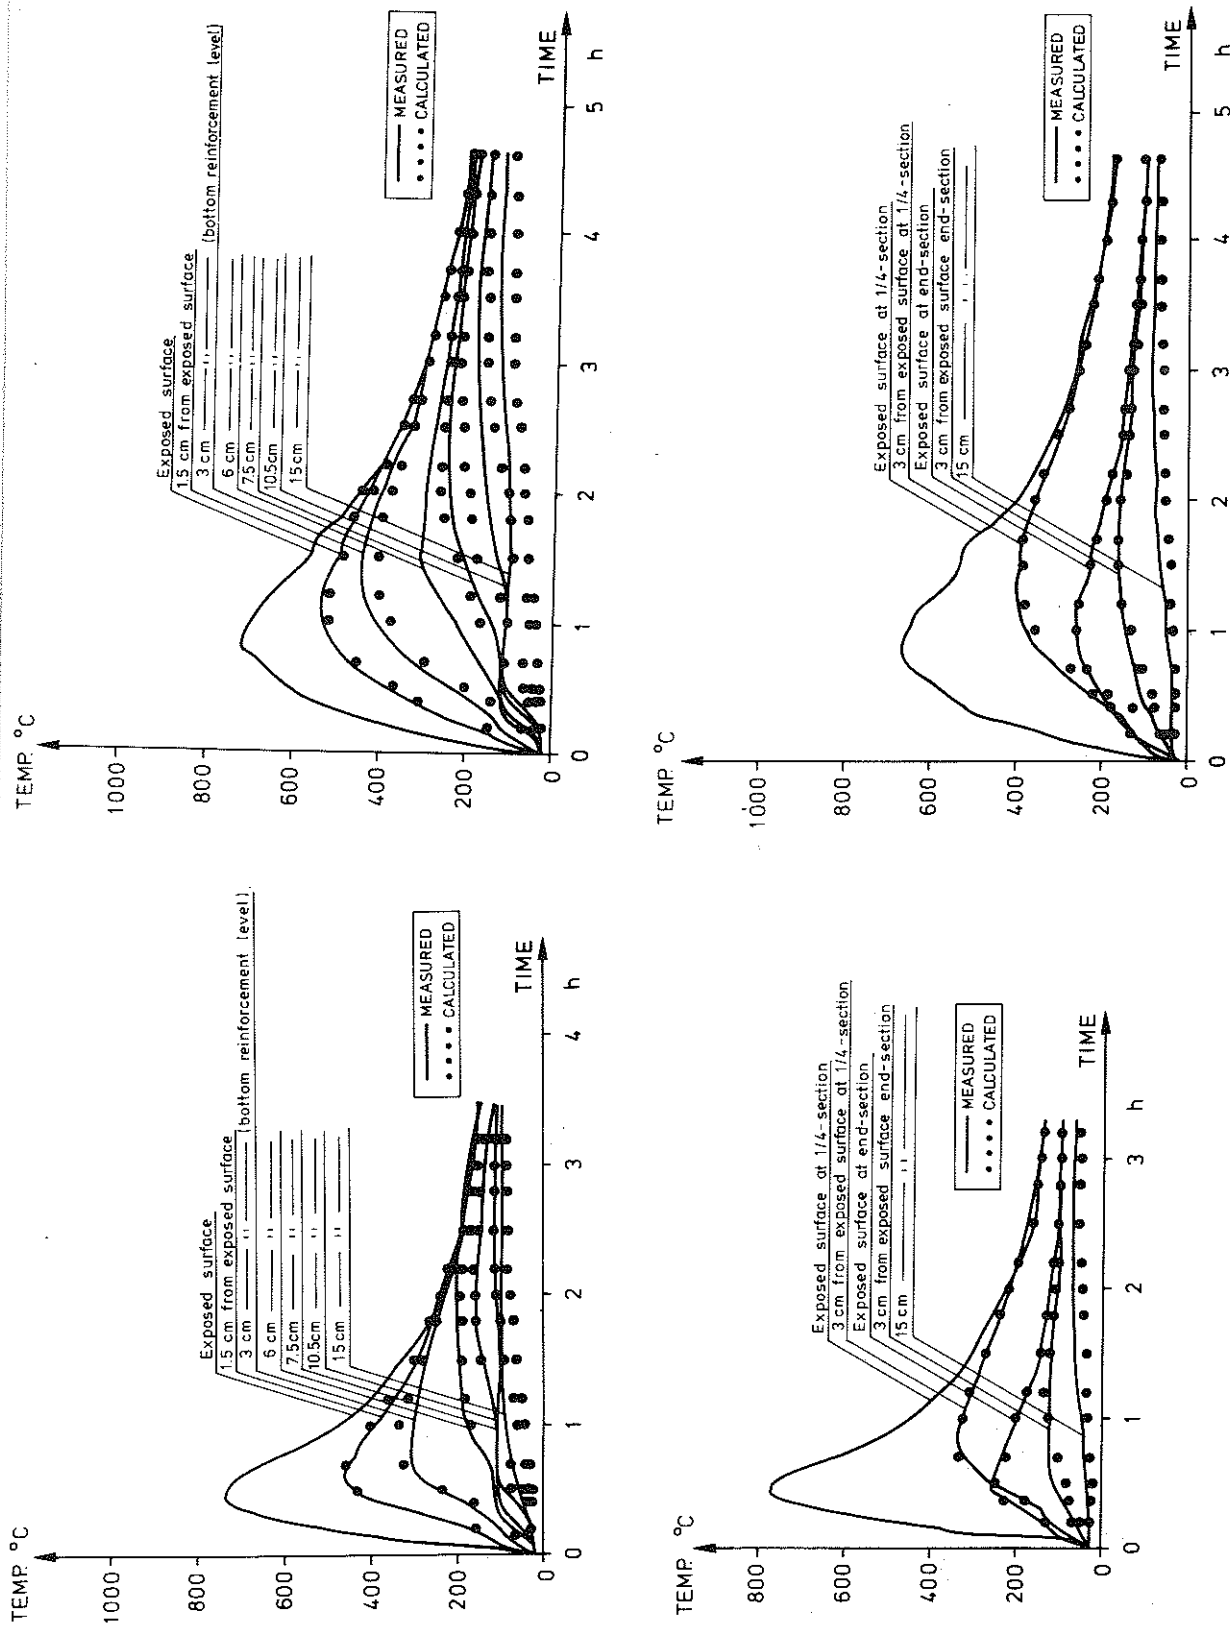 TEMP. °C
1000
800
600
400
200
0
0
1
2
3
4
TIME
h
Exposed surface
1.5 cm from exposed surface
3 cm — " — (bottom reinforcement level)
6 cm — " —
7.5 cm — " —
10.5 cm — " —
15 cm — " —
MEASURED
CALCULATED
TEMP. °C
1000
800
600
400
200
0
0
1
2
3
4
5
TIME
h
Exposed surface
1.5 cm from exposed surface
3 cm — " — (bottom reinforcement level)
6 cm — " —
7.5 cm — " —
10.5 cm — " —
15 cm — " —
MEASURED
CALCULATED
TEMP. °C
800
600
400
200
0
0
1
2
3
TIME
h
Exposed surface at 1/4-section
3 cm from exposed surface at 1/4-section
Exposed surface at end-section
3 cm from exposed surface end-section
15 cm — " —
MEASURED
CALCULATED
TEMP. °C
1000
800
600
400
200
0
0
1
2
3
4
5
TIME
h
Exposed surface at 1/4-section
3 cm from exposed surface at 1/4-section
Exposed surface at end-section
3 cm from exposed surface end-section
15 cm — " —
MEASURED
CALCULATED